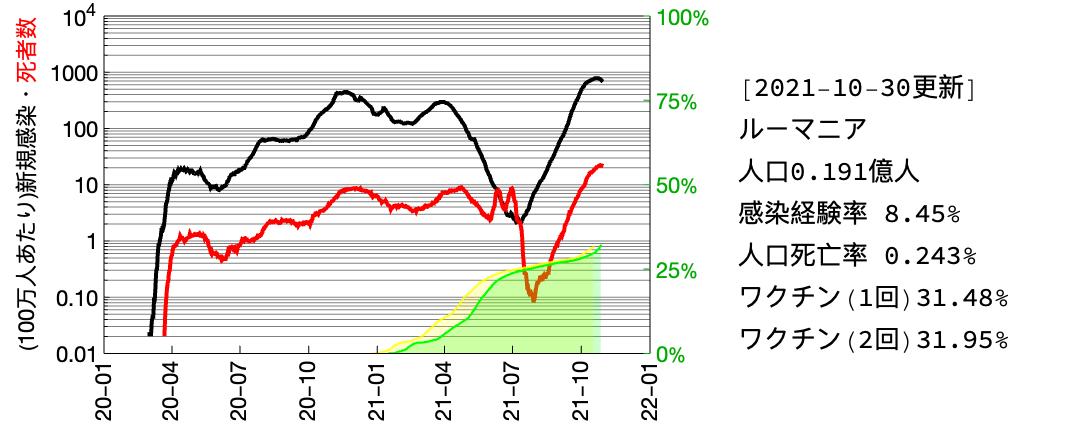 (100万人あたり)新規感染・死者数
10^4
1000
100
10
1
0.10
0.01
100%
75%
50%
25%
0%
20-01
20-04
20-07
20-10
21-01
21-04
21-07
21-10
22-01
[2021-10-30更新]
ルーマニア
人口0.191億人
感染経験率 8.45%
人口死亡率 0.243%
ワクチン(1回)31.48%
ワクチン(2回)31.95%